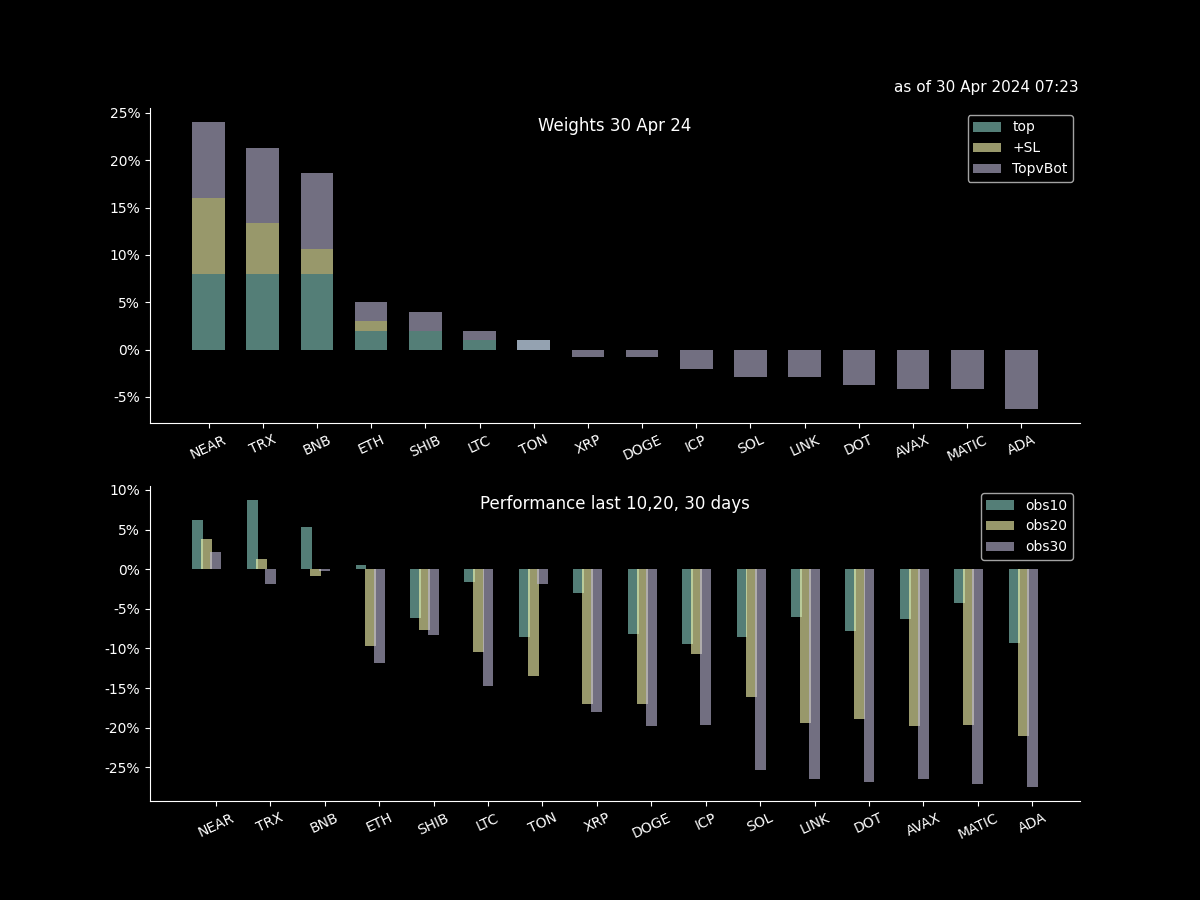 as of 30 Apr 2024 07:23
Weights 30 Apr 24
top
+SL
TopvBot
25%
20%
15%
10%
5%
0%
-5%
NEAR TRX BNB ETH SHIB LTC TON XRP DOGE ICP SOL LINK DOT AVAX MATIC ADA
Performance last 10,20, 30 days
obs10
obs20
obs30
10%
5%
0%
-5%
-10%
-15%
-20%
-25%
NEAR TRX BNB ETH SHIB LTC TON XRP DOGE ICP SOL LINK DOT AVAX MATIC ADA